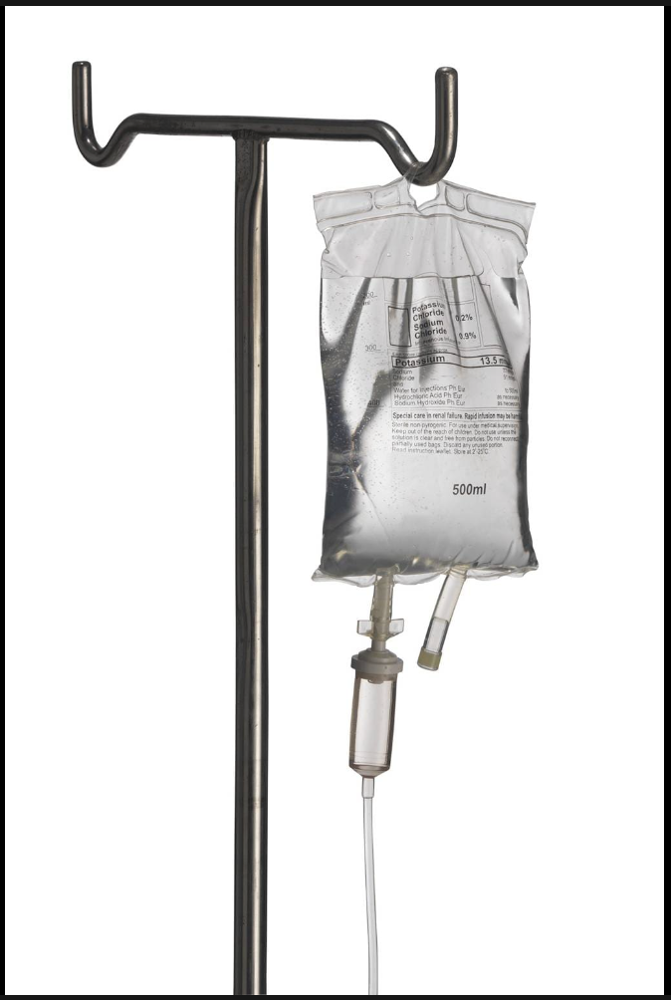 Potassium
Chloride 0.2%
Sodium
Chloride 0.9%
Intravenous Infusion
300
Potassium 13.5 m
Sodium
Chloride
Water for Injections Ph Eur to 500ml
Hydrochloric Acid Ph Eur as necessary
Sodium Hydroxide Ph Eur as necessary
Special care in renal failure. Rapid infusion may be harmful
Sterile non-pyrogenic. For use under medical supervision
Keep out of the reach of children. Do not use unless the
solution is clear and free from particles. Do not reconnect
partially used bags. Discard any unused portion.
Read instruction leaflet. Store at 2-25°C.
500ml